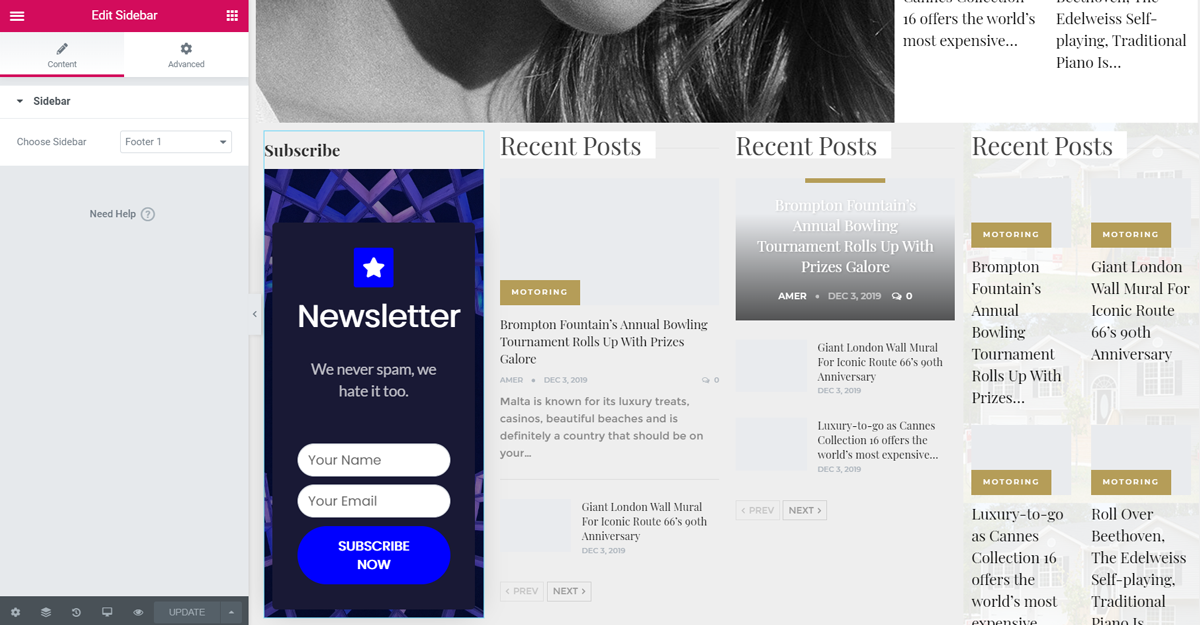 Edit Sidebar
Content
Advanced
Sidebar
Choose Sidebar
Footer 1
Need Help ?
UPDATE
16 offers the world's
most expensive...
Beethoven, The
Edelweiss Self-
playing, Traditional
Piano Is...
Subscribe
Newsletter
We never spam, we
hate it too.
Your Name
Your Email
SUBSCRIBE
NOW
Recent Posts
MOTORING
Brompton Fountain's Annual Bowling
Tournament Rolls Up With Prizes
Galore
AMER • DEC 3, 2019 0
Malta is known for its luxury treats,
casinos, beautiful beaches and is
definitely a country that should be on
your...
Giant London Wall Mural
For Iconic Route 66's 90th
Anniversary
DEC 3, 2019
< PREV NEXT >
Recent Posts
Brompton Fountain's
Annual Bowling
Tournament Rolls Up With
Prizes Galore
AMER • DEC 3, 2019 0
Giant London Wall Mural
For Iconic Route 66's 90th
Anniversary
DEC 3, 2019
Luxury-to-go as Cannes
Collection 16 offers the
world's most expensive...
DEC 3, 2019
< PREV NEXT >
Recent Posts
MOTORING
Brompton
Fountain's
Annual
Bowling
Tournament
Rolls Up With
Prizes...
MOTORING
Giant London
Wall Mural For
Iconic Route
66's 90th
Anniversary
MOTORING
Luxury-to-go
as Cannes
Collection 16
offers the
world's most
expensive
MOTORING
Roll Over
Beethoven,
The Edelweiss
Self-playing,
Traditional
Piano Is